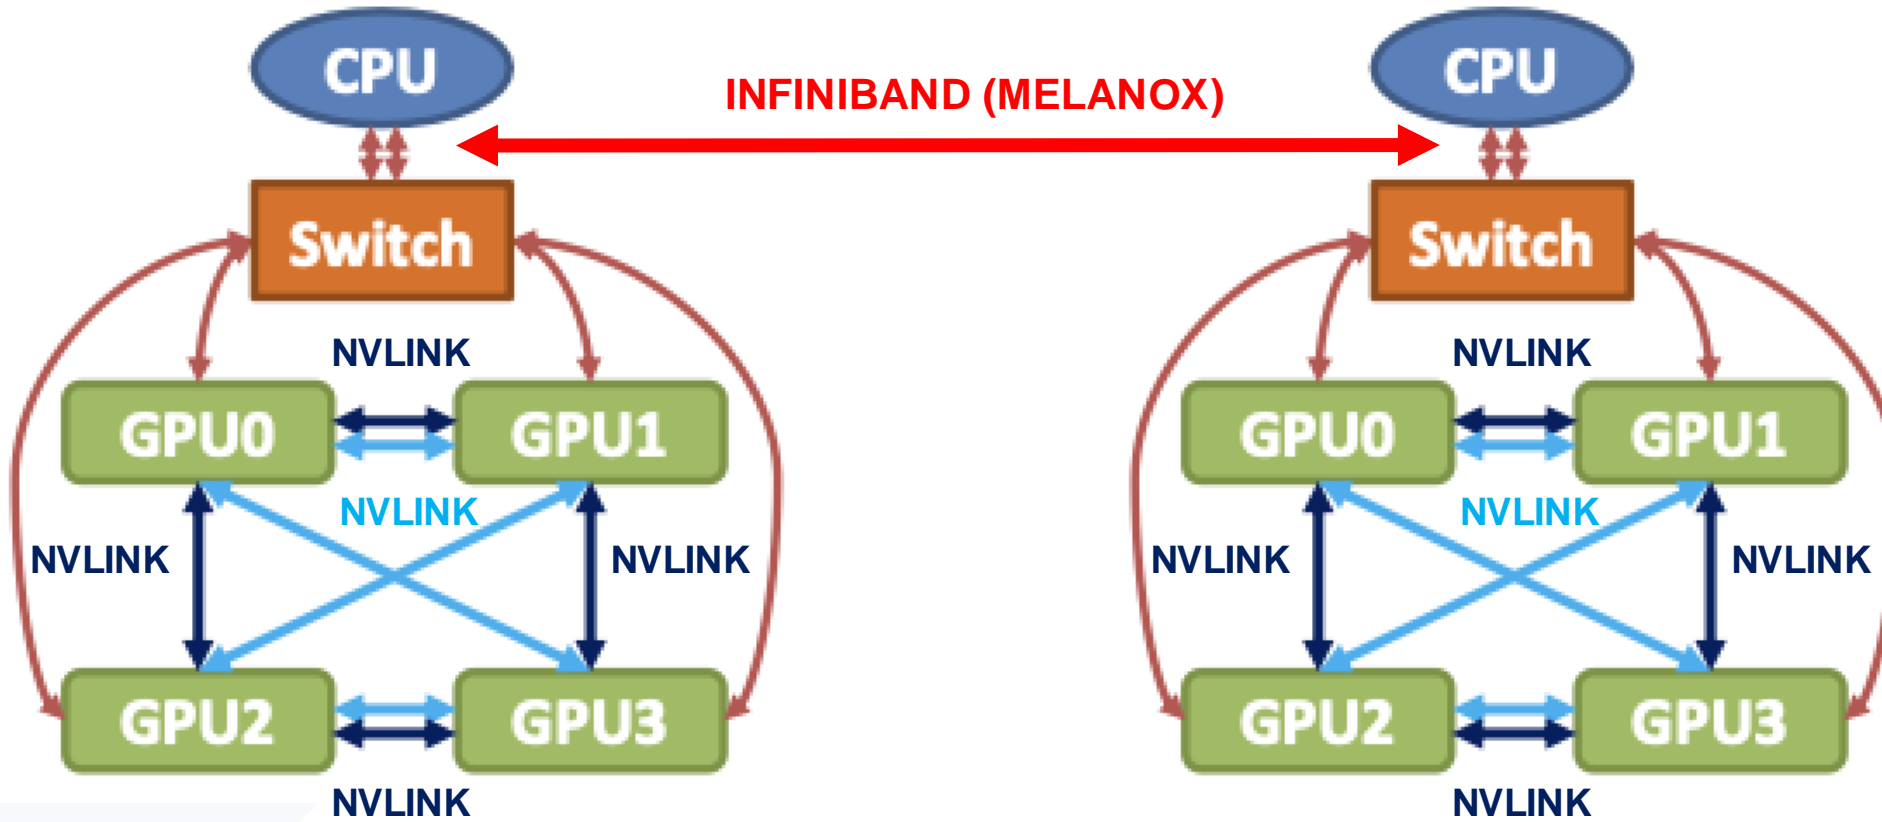 CPU
INFINIBAND (MELANOX)
CPU
Switch
Switch
NVLINK
NVLINK
GPU0
GPU1
GPU0
GPU1
NVLINK
NVLINK
NVLINK
NVLINK
NVLINK
NVLINK
GPU2
GPU3
GPU2
GPU3
NVLINK
NVLINK